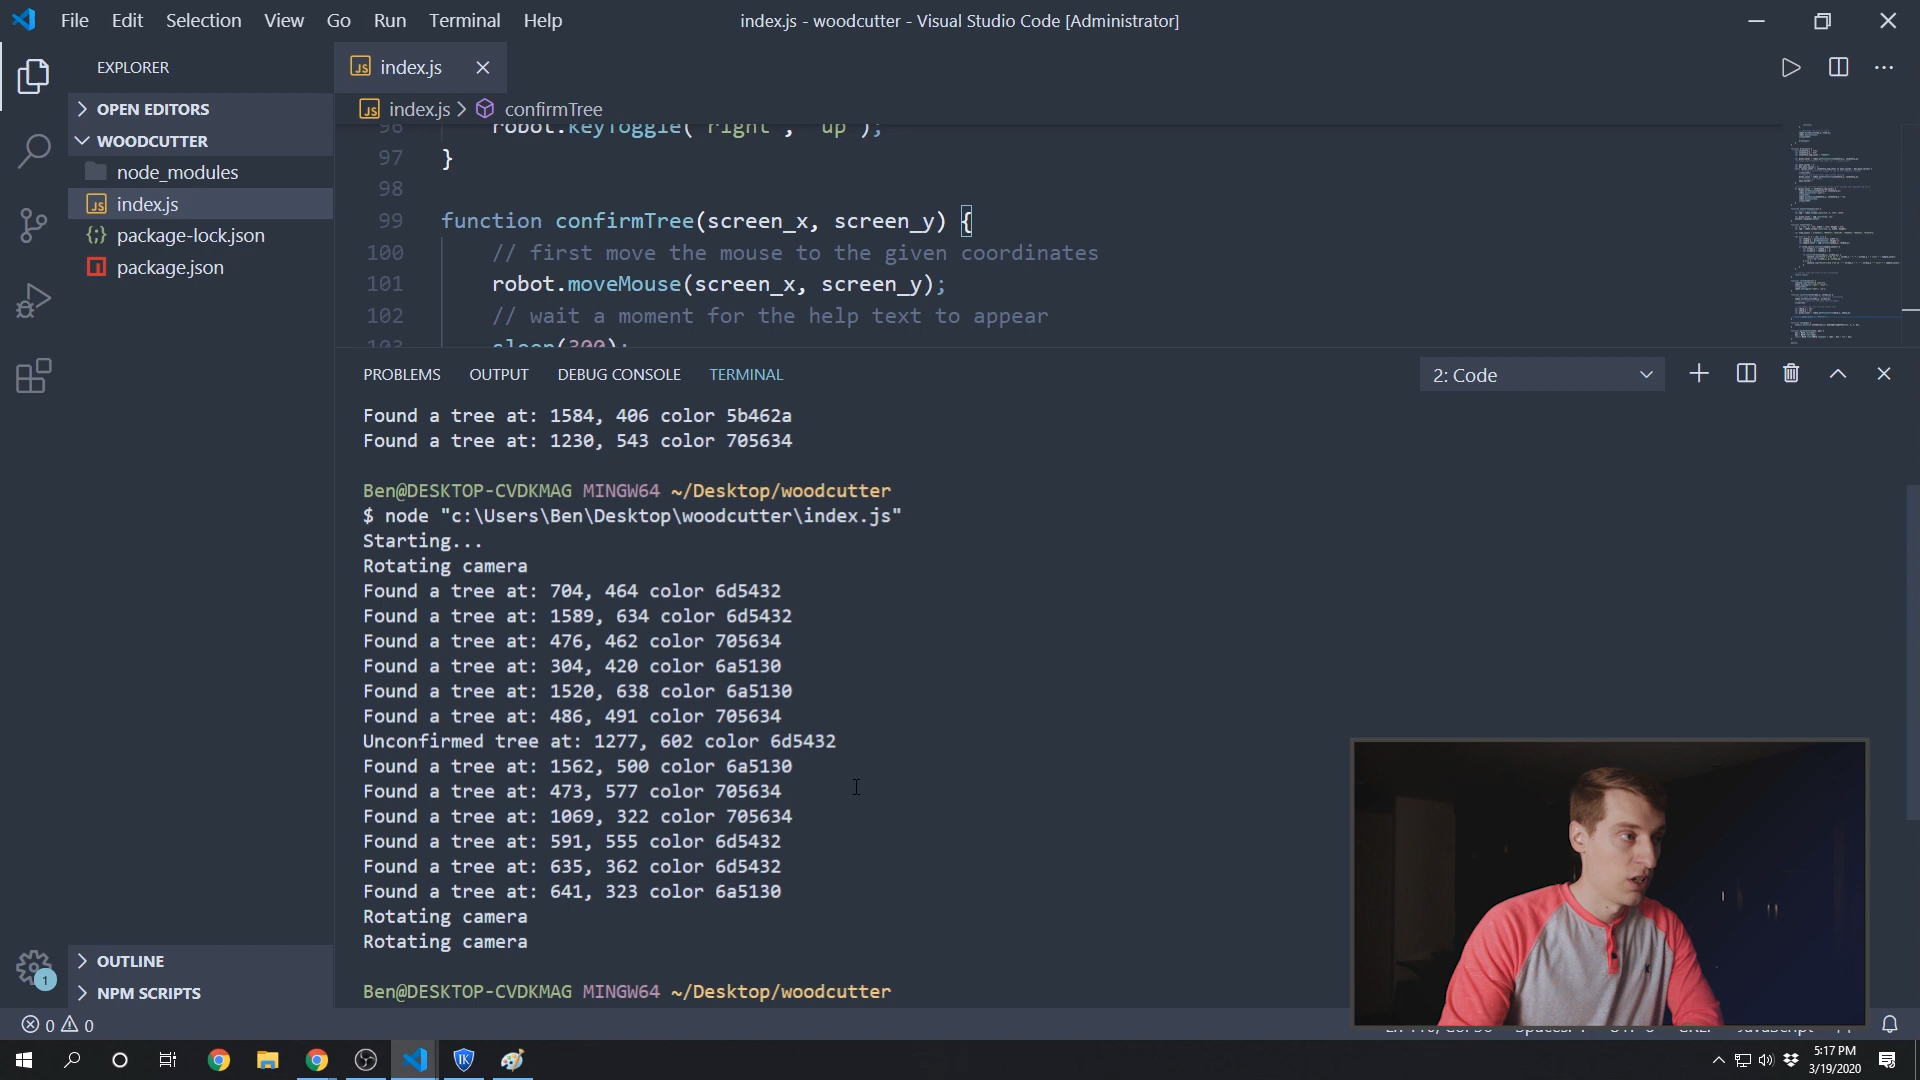 File Edit Selection View Go Run Terminal Help
index.js - woodcutter - Visual Studio Code [Administrator]
EXPLORER
OPEN EDITORS
WOODCUTTER
node_modules
index.js
package-lock.json
package.json
OUTLINE
NPM SCRIPTS
index.js
index.js > confirmTree
96 robot.keyToggle('right', 'up');
97 }
98
99 function confirmTree(screen_x, screen_y) {
100 // first move the mouse to the given coordinates
101 robot.moveMouse(screen_x, screen_y);
102 // wait a moment for the help text to appear
103 sleep(300);
PROBLEMS OUTPUT DEBUG CONSOLE TERMINAL
2: Code
Found a tree at: 1584, 406 color 5b462a
Found a tree at: 1230, 543 color 705634
Ben@DESKTOP-CVDKMAG MINGW64 ~/Desktop/woodcutter
$ node "c:\Users\Ben\Desktop\woodcutter\index.js"
Starting...
Rotating camera
Found a tree at: 704, 464 color 6d5432
Found a tree at: 1589, 634 color 6d5432
Found a tree at: 476, 462 color 705634
Found a tree at: 304, 420 color 6a5130
Found a tree at: 1520, 638 color 6a5130
Found a tree at: 486, 491 color 705634
Unconfirmed tree at: 1277, 602 color 6d5432
Found a tree at: 1562, 500 color 6a5130
Found a tree at: 473, 577 color 705634
Found a tree at: 1069, 322 color 705634
Found a tree at: 591, 555 color 6d5432
Found a tree at: 635, 362 color 6d5432
Found a tree at: 641, 323 color 6a5130
Rotating camera
Rotating camera
Ben@DESKTOP-CVDKMAG MINGW64 ~/Desktop/woodcutter
1
0 0
5:17 PM
3/19/2020